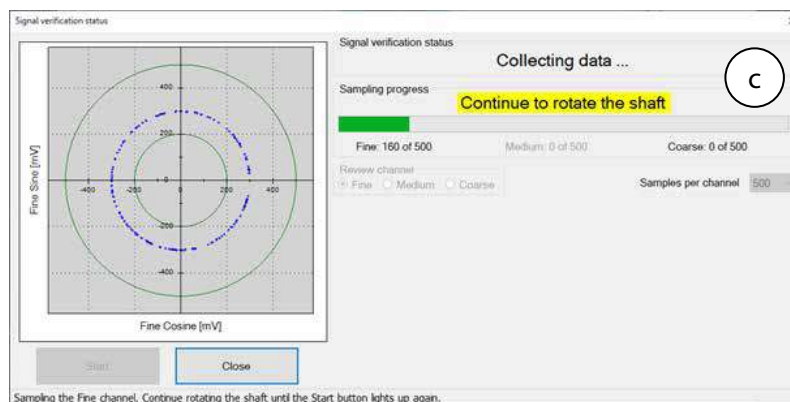 Signal verification status
Signal verification status
Collecting data ...
C
Sampling progress
Continue to rotate the shaft
Fine: 160 of 500 Medium: 0 of 500 Coarse: 0 of 500
Review channel
Fine Medium Coarse
Samples per channel 500
400
200
-400 -200 0 200 400
-0
-200
-400
Fine Sine [mV]
Fine Cosine [mV]
Start Close
Sampling the Fine channel. Continue rotating the shaft until the Start button lights up again.